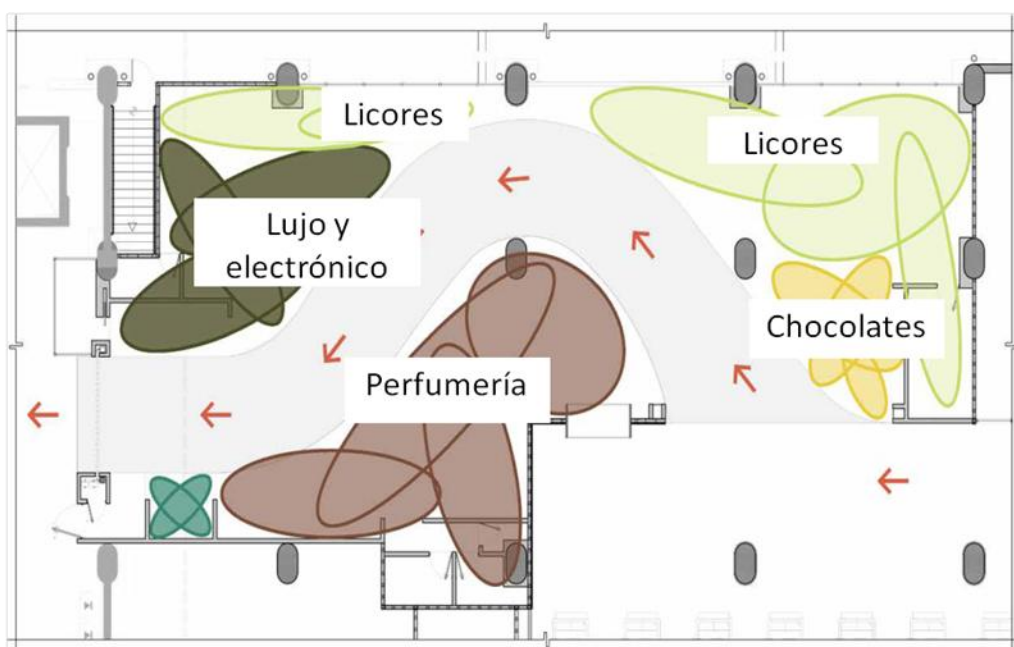 Licores
Licores
Lujo y
electrónico
Chocolates
Perfumería